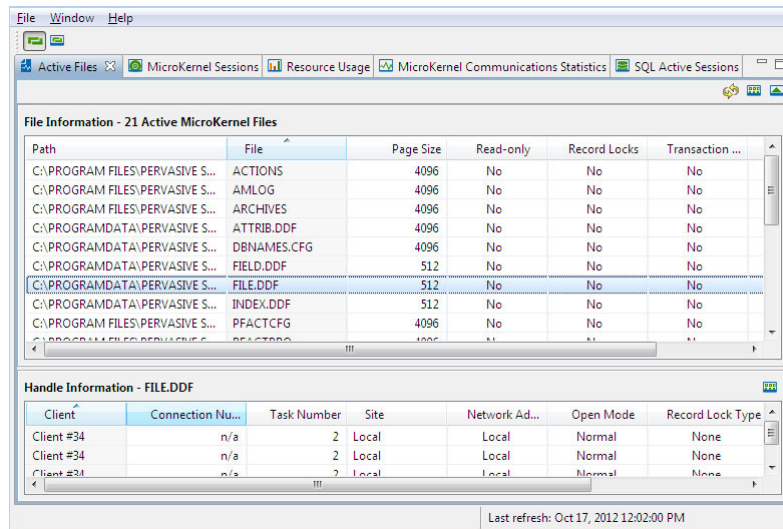 File Window Help
Active Files MicroKernel Sessions Resource Usage MicroKernel Communications Statistics SQL Active Sessions
File Information - 21 Active MicroKernel Files
Path File Page Size Read-only Record Locks Transaction ...
C:\PROGRAM FILES\PERVASIVE S... ACTIONS 4096 No No No
C:\PROGRAM FILES\PERVASIVE S... AMLOG 4096 No No No
C:\PROGRAM FILES\PERVASIVE S... ARCHIVES 4096 No No No
C:\PROGRAMDATA\PERVASIVE S... ATTRIB.DDF 4096 No No No
C:\PROGRAMDATA\PERVASIVE S... DBNAMES.CFG 4096 No No No
C:\PROGRAMDATA\PERVASIVE S... FIELD.DDF 512 No No No
C:\PROGRAMDATA\PERVASIVE S... FILE.DDF 512 No No No
C:\PROGRAMDATA\PERVASIVE S... INDEX.DDF 512 No No No
C:\PROGRAM FILES\PERVASIVE S... PFACTCFG 4096 No No No
Handle Information - FILE.DDF
Client Connection Nu... Task Number Site Network Ad... Open Mode Record Lock Type
Client #34 n/a 2 Local Local Normal None
Client #34 n/a 2 Local Local Normal None
Client #34 n/a 2 Local Local Normal None
Last refresh: Oct 17, 2012 12:02:00 PM